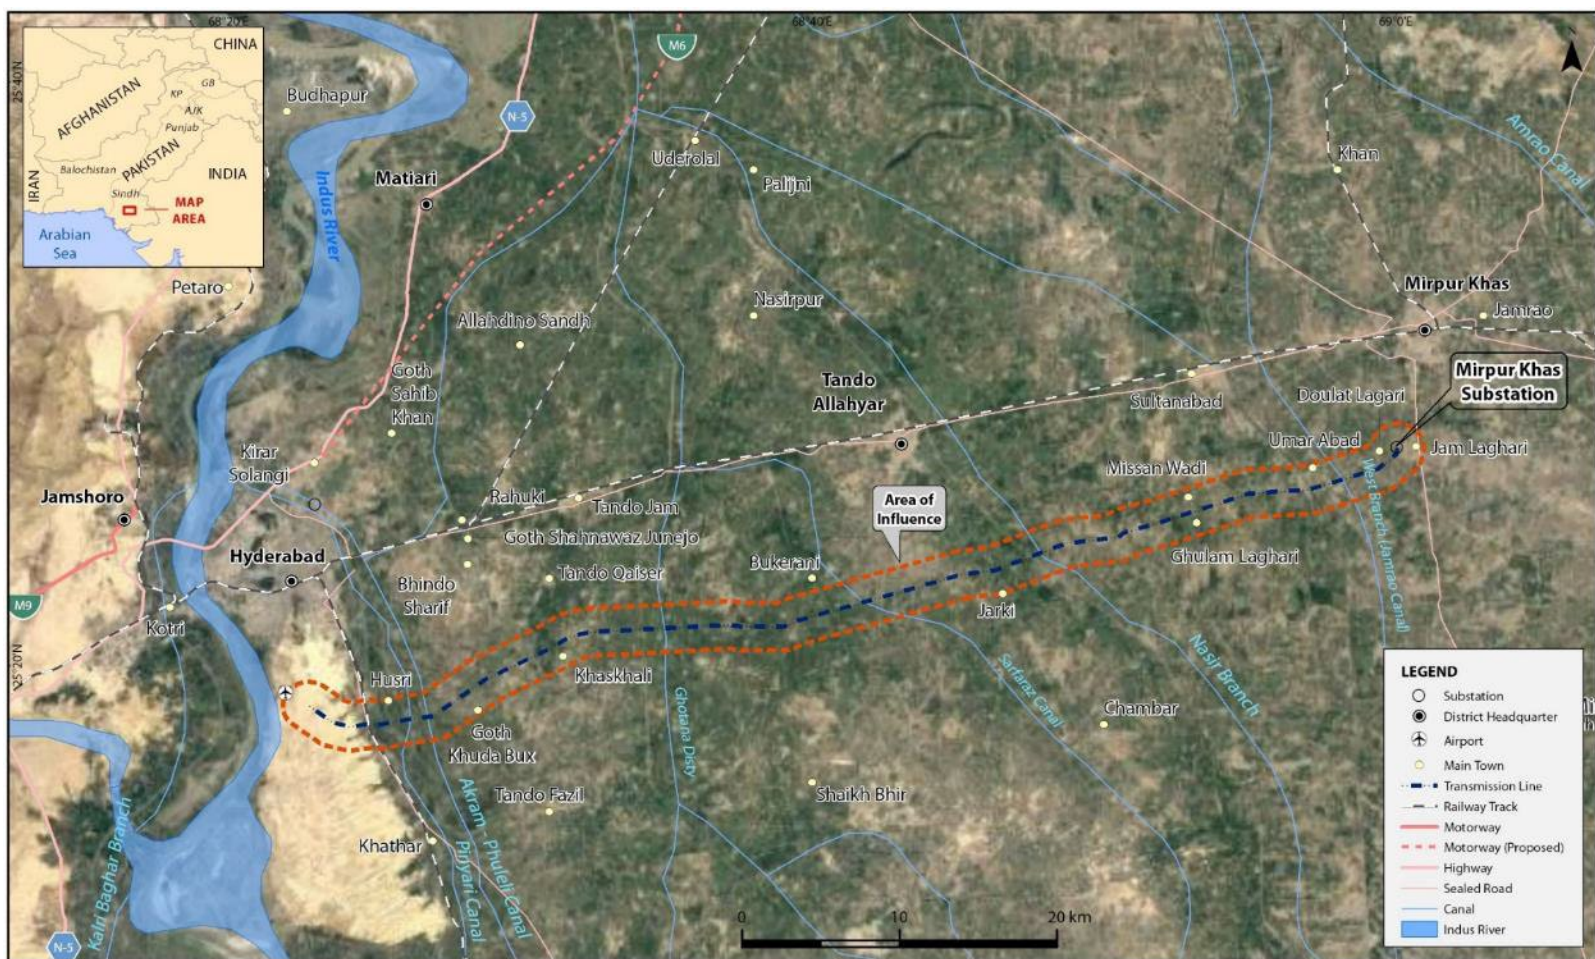 68°20'E
68°40'E
69°0'E
25°40'N
25°20'N
CHINA
AFGHANISTAN
KP
GB
AJK
Punjab
PAKISTAN
Balochistan
IRAN
INDIA
Sindh
MAP
AREA
Arabian
Sea
Budhapur
Indus River
N-5
M6
Matiari
Uderolal
Palijni
Khan
Amrao Canal
Petaro
Allahdino Sandh
Nasirpur
Mirpur Khas
Jamrao
Goth
Sahib
Khan
Tando
Allahyar
Sultanabad
Doulat Lagari
Mirpur Khas
Substation
Kirar
Solangi
Umar Abad
Jam Laghari
Missan Wadi
West Branch (Jamrao Canal)
Jamshoro
Rahuki
Tando Jam
Area of
Influence
Goth Shahnawaz Junejo
Hyderabad
Bukerani
Ghulam Laghari
Bhindo
Sharif
Tando Qaiser
M9
Kotri
Jarki
Husri
Khaskhali
Sarfaraz Canal
Nasir Branch
Ghotana Disty
Goth
Khuda Bux
Chambar
Tando Fazil
Shaikh Bhir
Khathar
Kalri Baghar Branch
Akram
Phuleli Canal
Pinyari Canal
N-5
0
10
20 km
LEGEND
Substation
District Headquarter
Airport
Main Town
Transmission Line
Railway Track
Motorway
Motorway (Proposed)
Highway
Sealed Road
Canal
Indus River